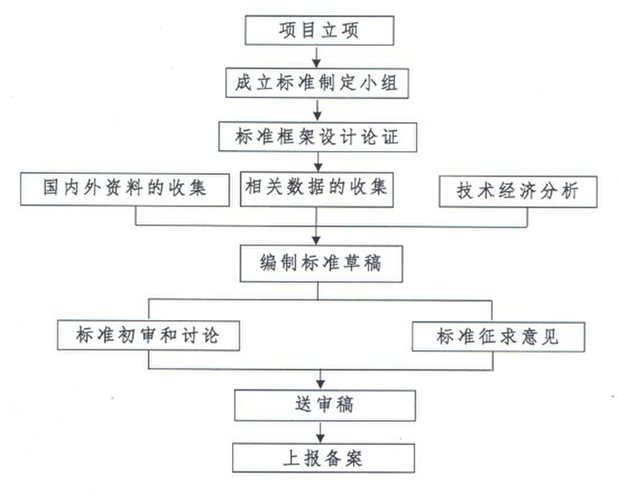 项目立项
成立标准制定小组
标准框架设计论证
国内外资料的收集
相关数据的收集
技术经济分析
编制标准草稿
标准初审和讨论
标准征求意见
送审稿
上报备案